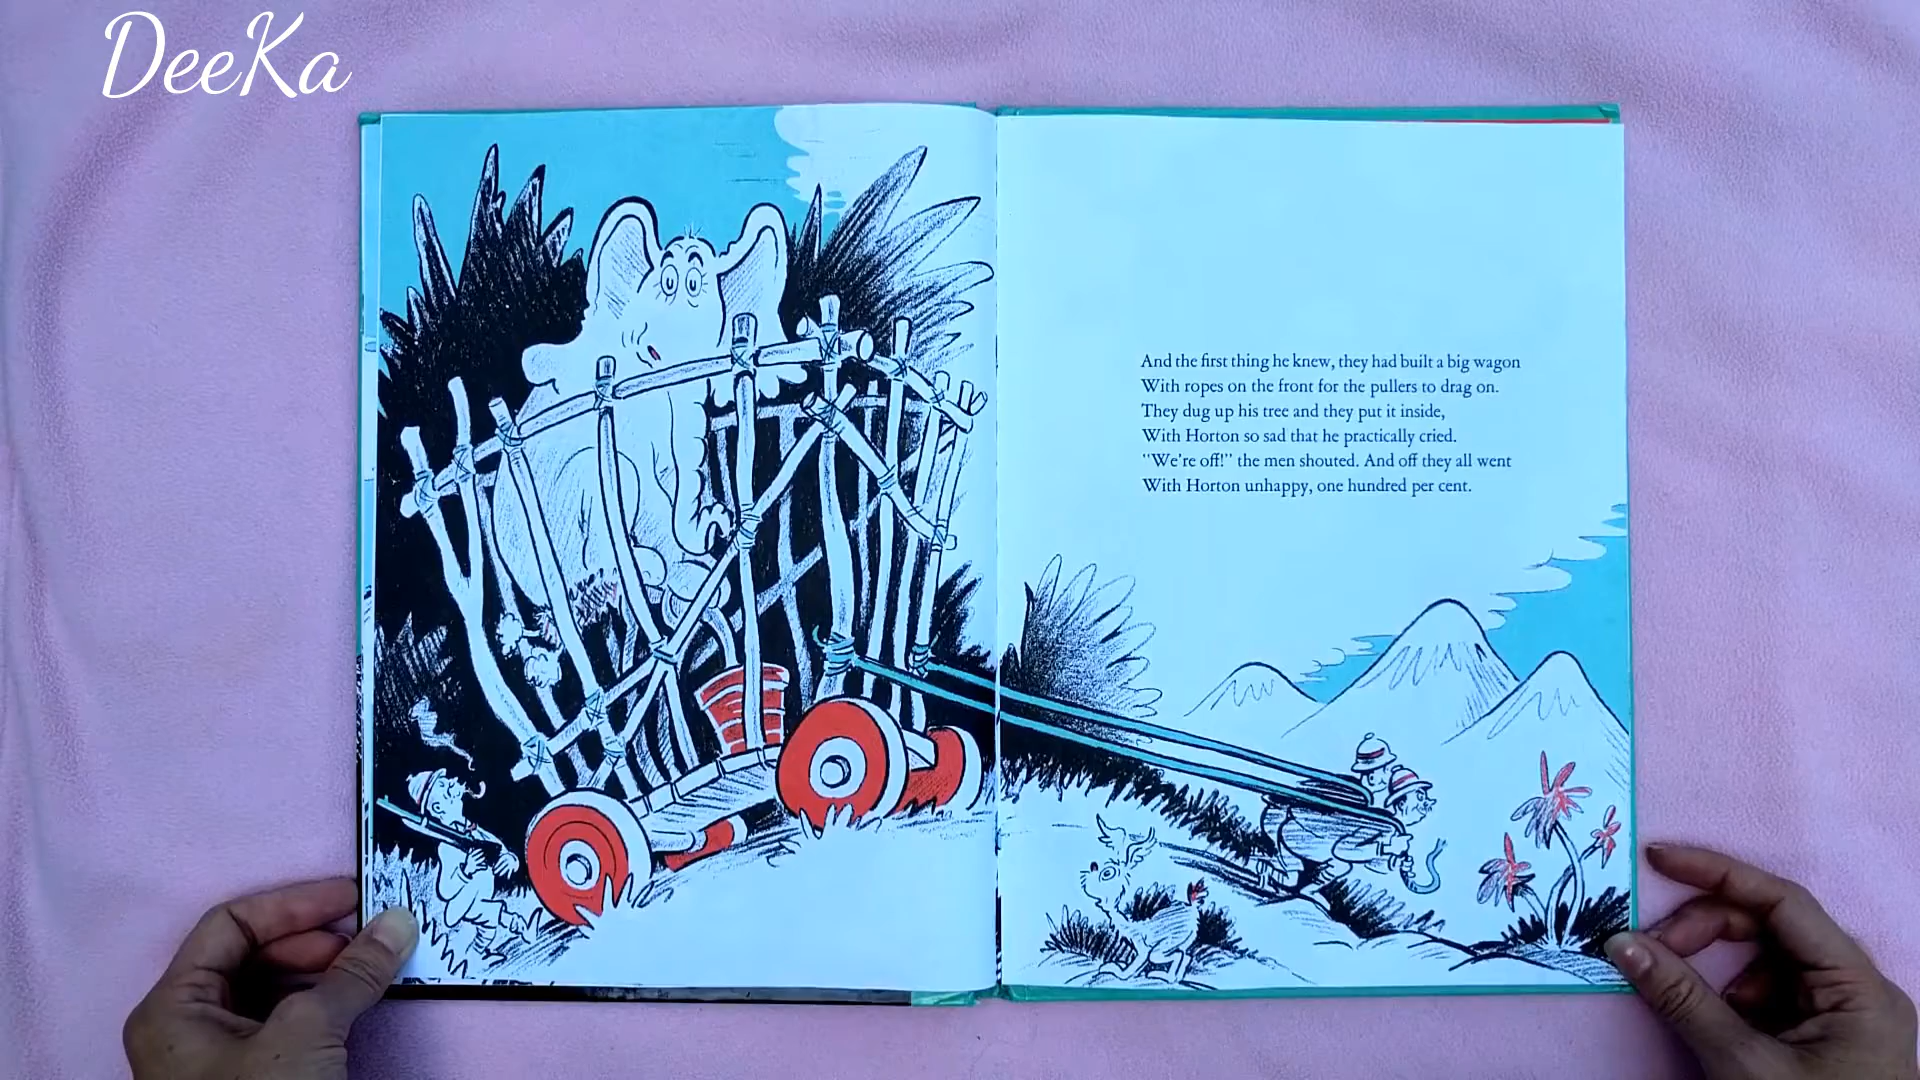 DeeKa
And the first thing he knew, they had built a big wagon
With ropes on the front for the pullers to drag on.
They dug up his tree and they put it inside,
With Horton so sad that he practically cried.
"We're off!" the men shouted. And off they all went
With Horton unhappy, one hundred per cent.